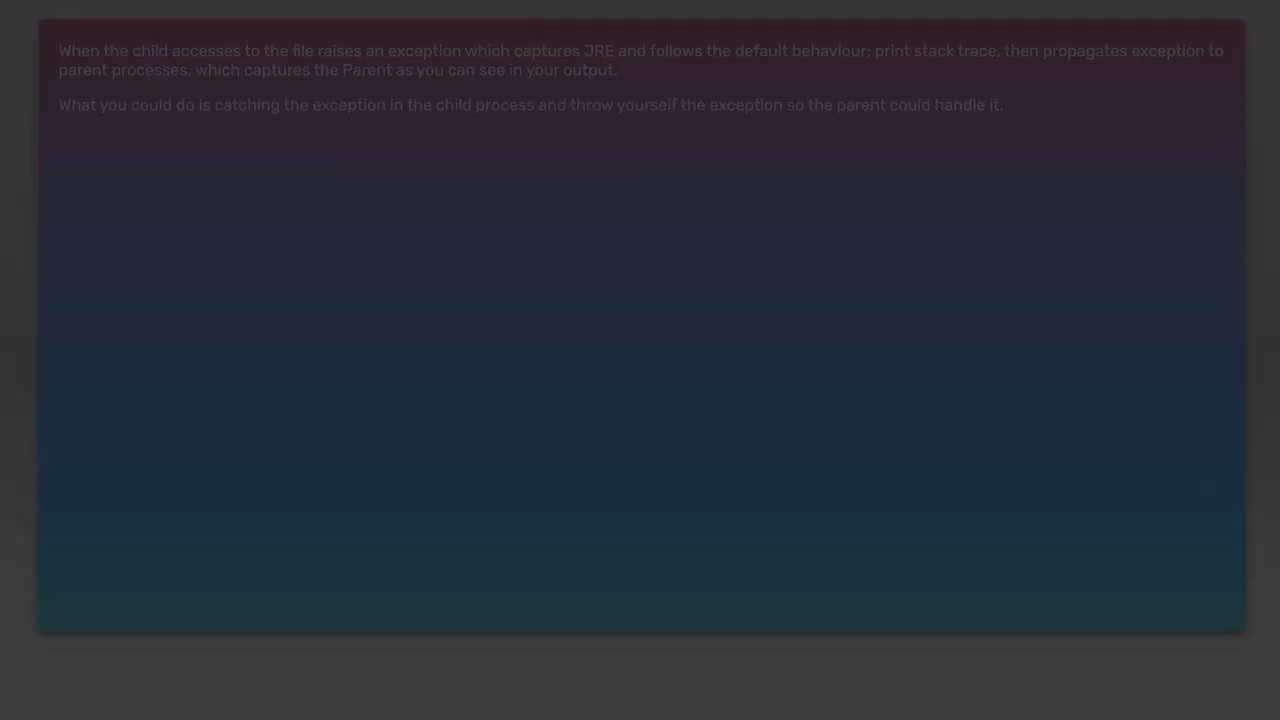 When the child accesses to the file raises an exception which captures JRE and follows the default behaviour; print stack trace, then propagates exception to
parent processes. which captures the Parent as you can see in your output.
What you could do is catching the exception in the child process and throw yourself the exception so the parent could handle it.